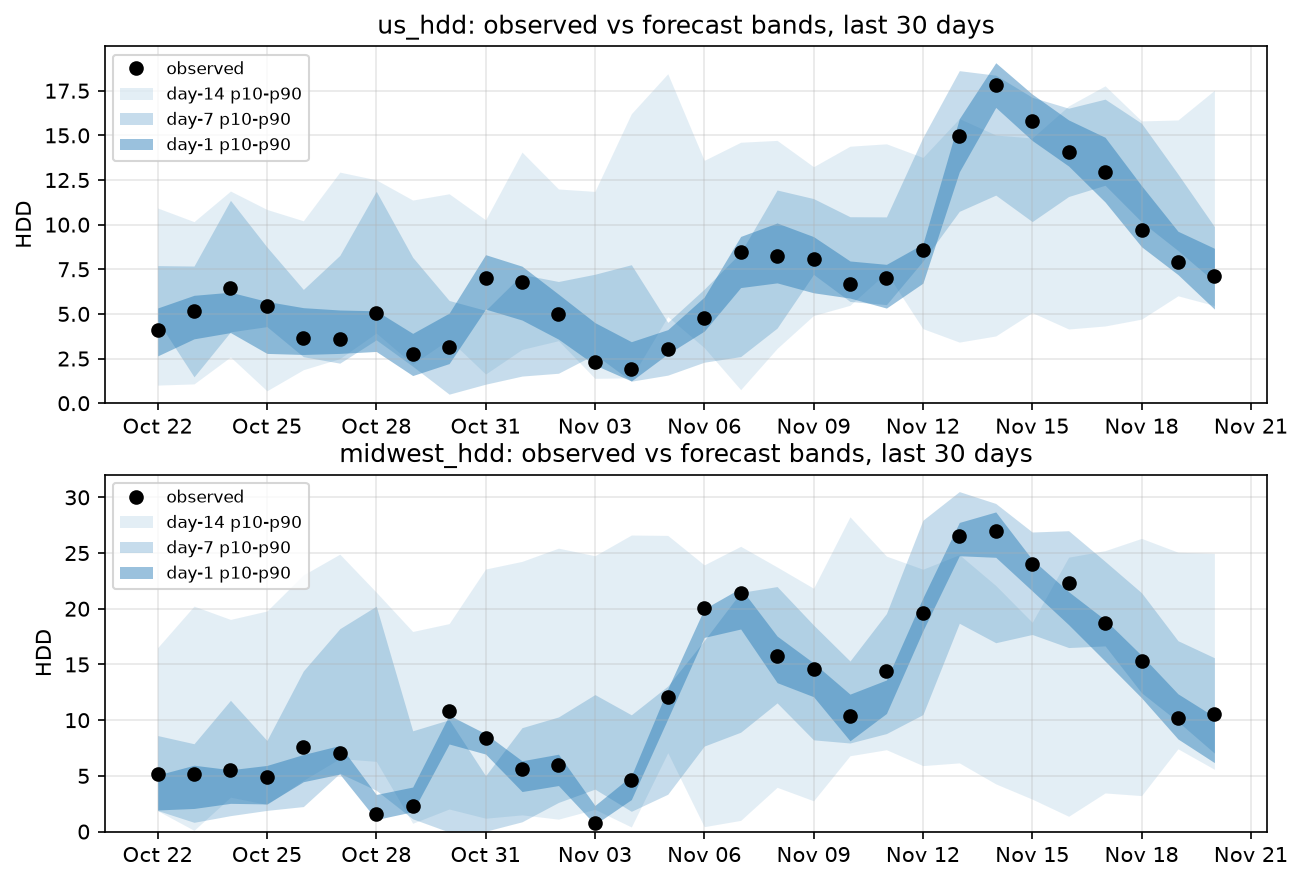 us_hdd: observed vs forecast bands, last 30 days
observed
day-14 p10-p90
day-7 p10-p90
day-1 p10-p90
HDD
17.5
15.0
12.5
10.0
7.5
5.0
2.5
0.0
Oct 22 Oct 25 Oct 28 Oct 31 Nov 03 Nov 06 Nov 09 Nov 12 Nov 15 Nov 18 Nov 21
midwest_hdd: observed vs forecast bands, last 30 days
observed
day-14 p10-p90
day-7 p10-p90
day-1 p10-p90
HDD
30
25
20
15
10
5
0
Oct 22 Oct 25 Oct 28 Oct 31 Nov 03 Nov 06 Nov 09 Nov 12 Nov 15 Nov 18 Nov 21